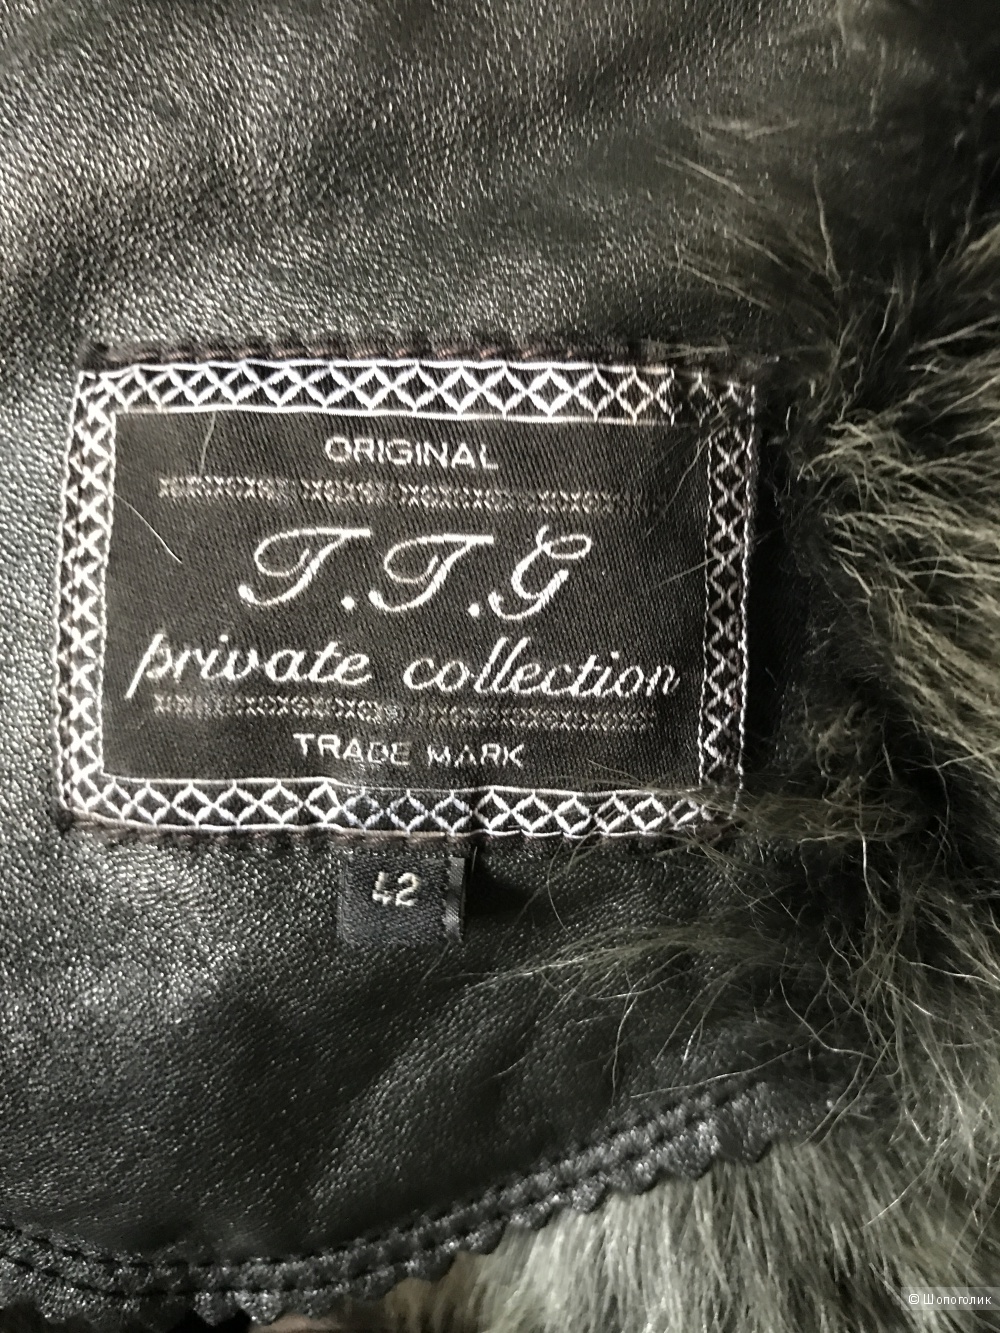 ORIGINAL
T.T.G
private collection
TRADE MARK
42
© Шопоголик